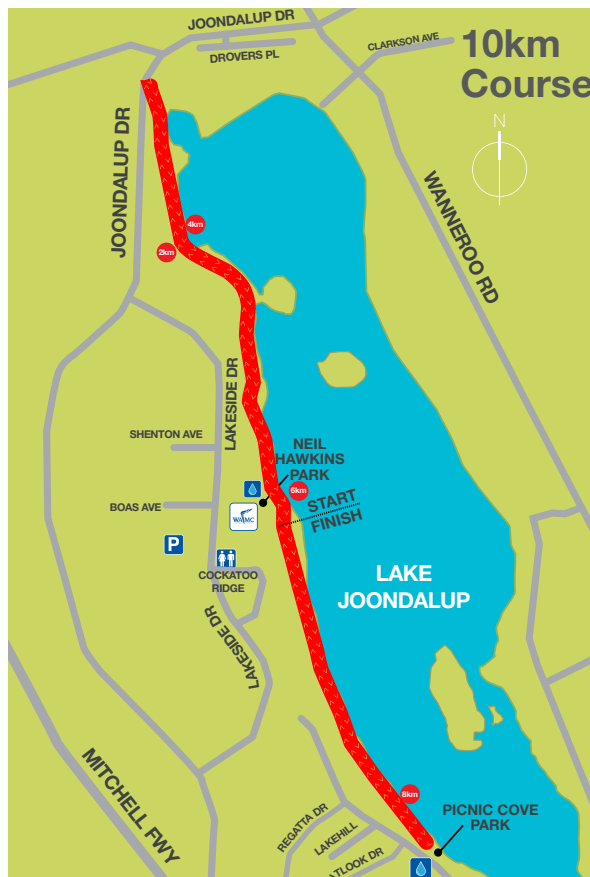 JOONDALUP DR
DROVERS PL
CLARKSON AVE
10km
Course
N
JOONDALUP DR
WANNEROO RD
4km
2km
LAKESIDE DR
SHENTON AVE
NEIL
HAWKINS
PARK
6km
BOAS AVE
WAMC
START
FINISH
P
COCKATOO
RIDGE
LAKE
JOONDALUP
LAKESIDE DR
MITCHELL FWY
8km
PICNIC COVE
PARK
REGATTA DR
LAKEHILL
ATLOOK DR